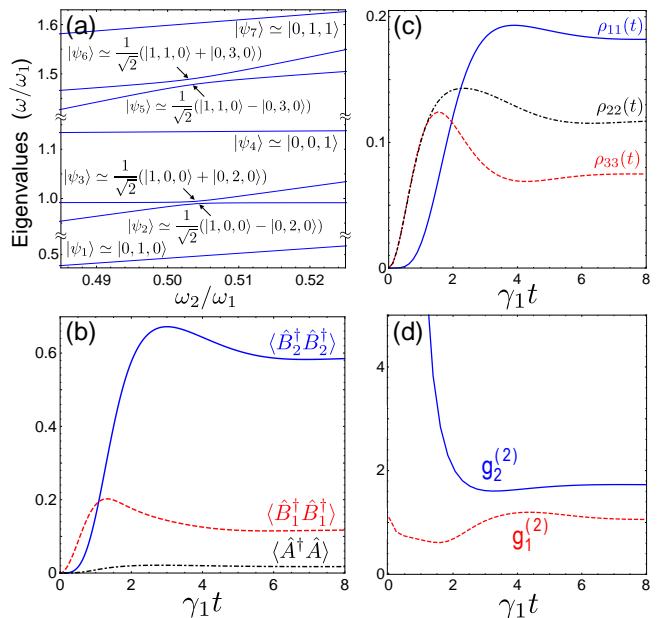 (a)
Eigenvalues (ω/ω₁)
1.6
1.5
1.1
1.0
0.5
|ψ₇⟩ ≃ |0,1,1⟩
|ψ₆⟩ ≃ 1/√2 (|1,1,0⟩ + |0,3,0⟩)
|ψ₅⟩ ≃ 1/√2 (|1,1,0⟩ − |0,3,0⟩)
|ψ₄⟩ ≃ |0,0,1⟩
|ψ₃⟩ ≃ 1/√2 (|1,0,0⟩ + |0,2,0⟩)
|ψ₂⟩ ≃ 1/√2 (|1,0,0⟩ − |0,2,0⟩)
|ψ₁⟩ ≃ |0,1,0⟩
0.49 0.50 0.51 0.52
ω₂/ω₁
(c)
0.2
0.1
0
ρ₁₁(t)
ρ₂₂(t)
ρ₃₃(t)
0 2 4 6 8
γ₁t
(b)
0.6
0.4
0.2
0
⟨B̂₂†B̂₂†⟩
⟨B̂₁†B̂₁†⟩
⟨Â†Â⟩
0 2 4 6 8
γ₁t
(d)
4
2
0
g₂⁽²⁾
g₁⁽²⁾
0 2 4 6 8
γ₁t